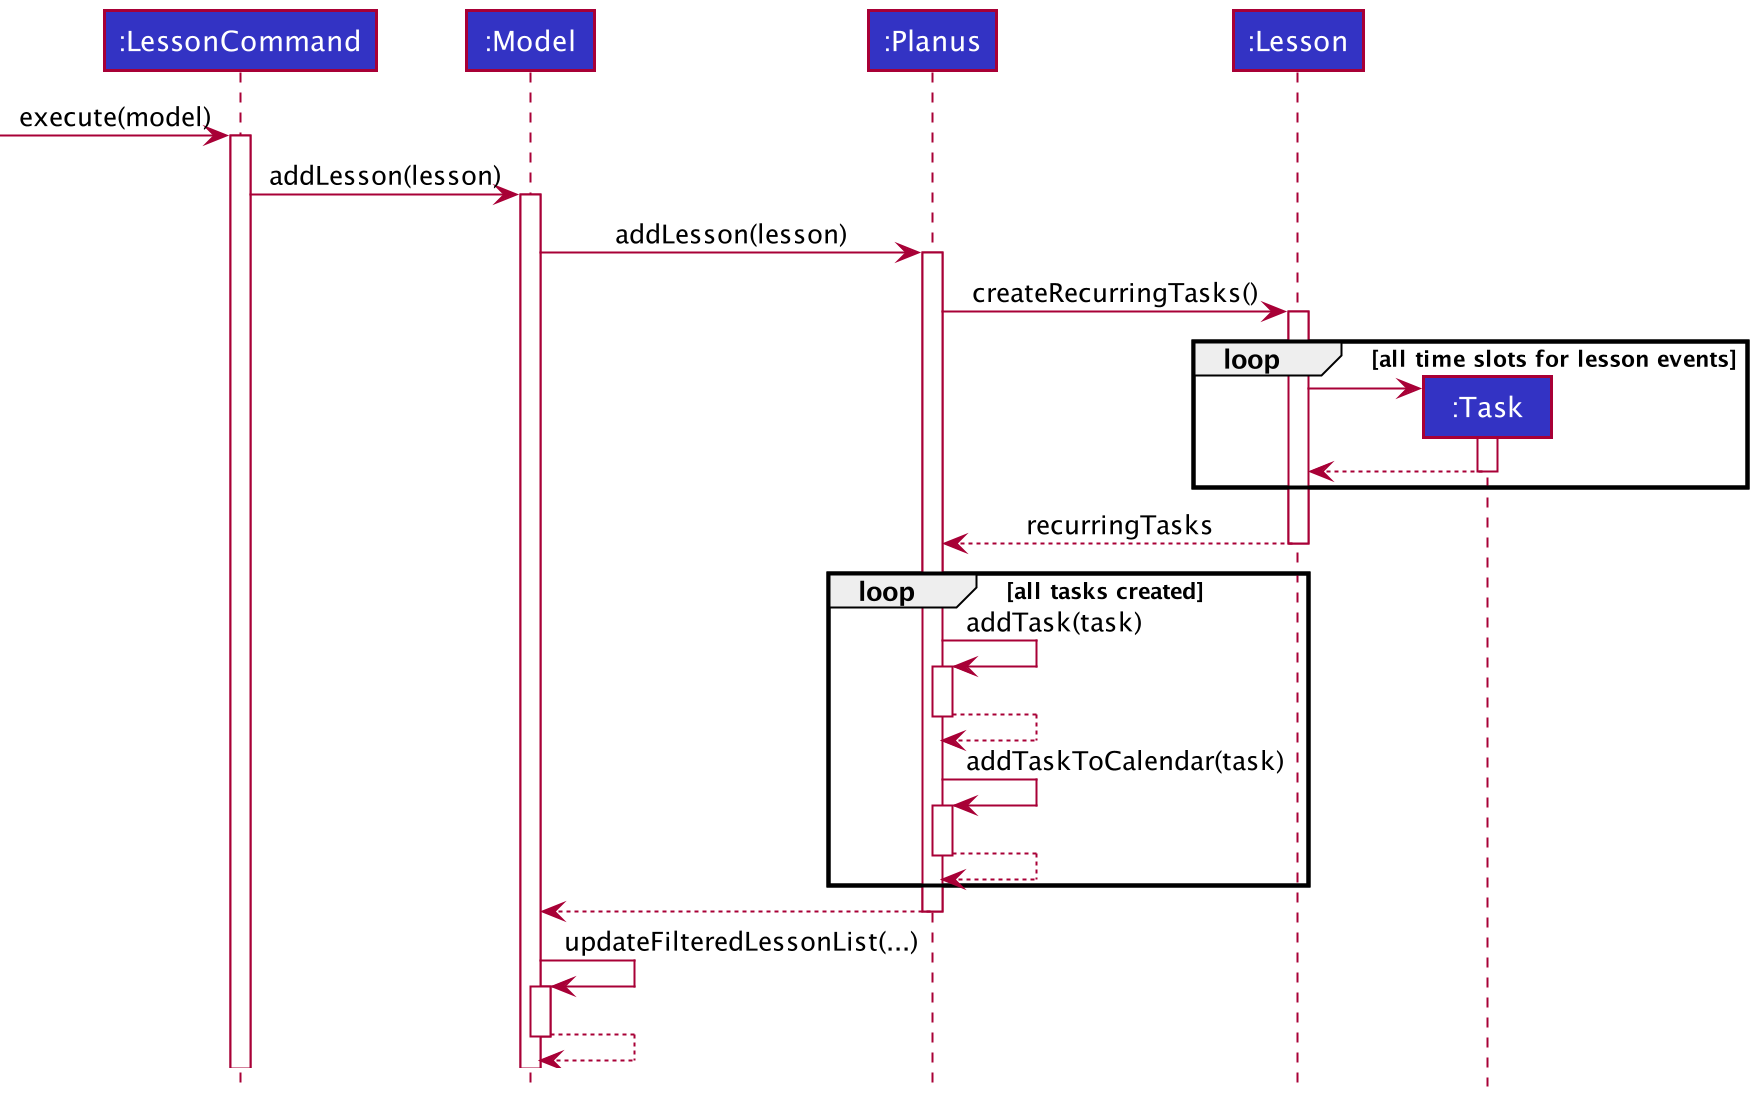 :LessonCommand
:Model
:Planus
:Lesson
execute(model)
addLesson(lesson)
addLesson(lesson)
createRecurringTasks()
loop
[all time slots for lesson events]
:Task
recurringTasks
loop
[all tasks created]
addTask(task)
addTaskToCalendar(task)
updateFilteredLessonList(...)